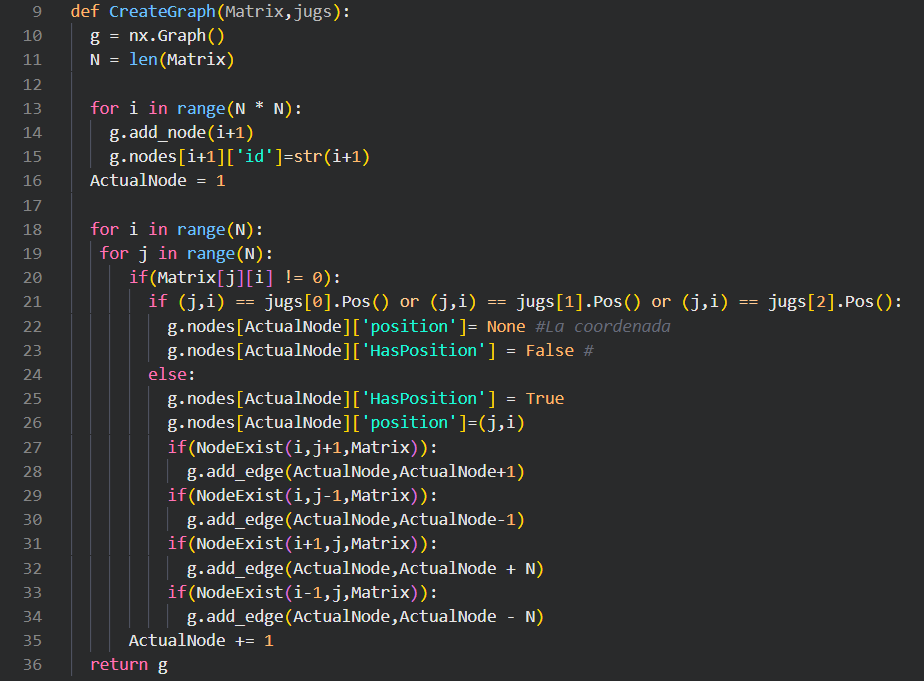 9 def CreateGraph(Matrix,jugs):
10 g = nx.Graph()
11 N = len(Matrix)
12
13 for i in range(N * N):
14 g.add_node(i+1)
15 g.nodes[i+1]['id']=str(i+1)
16 ActualNode = 1
17
18 for i in range(N):
19 for j in range(N):
20 if(Matrix[j][i] != 0):
21 if (j,i) == jugs[0].Pos() or (j,i) == jugs[1].Pos() or (j,i) == jugs[2].Pos():
22 g.nodes[ActualNode]['position']= None #La coordenada
23 g.nodes[ActualNode]['HasPosition'] = False #
24 else:
25 g.nodes[ActualNode]['HasPosition'] = True
26 g.nodes[ActualNode]['position']=(j,i)
27 if(NodeExist(i,j+1,Matrix)):
28 g.add_edge(ActualNode,ActualNode+1)
29 if(NodeExist(i,j-1,Matrix)):
30 g.add_edge(ActualNode,ActualNode-1)
31 if(NodeExist(i+1,j,Matrix)):
32 g.add_edge(ActualNode,ActualNode + N)
33 if(NodeExist(i-1,j,Matrix)):
34 g.add_edge(ActualNode,ActualNode - N)
35 ActualNode += 1
36 return g